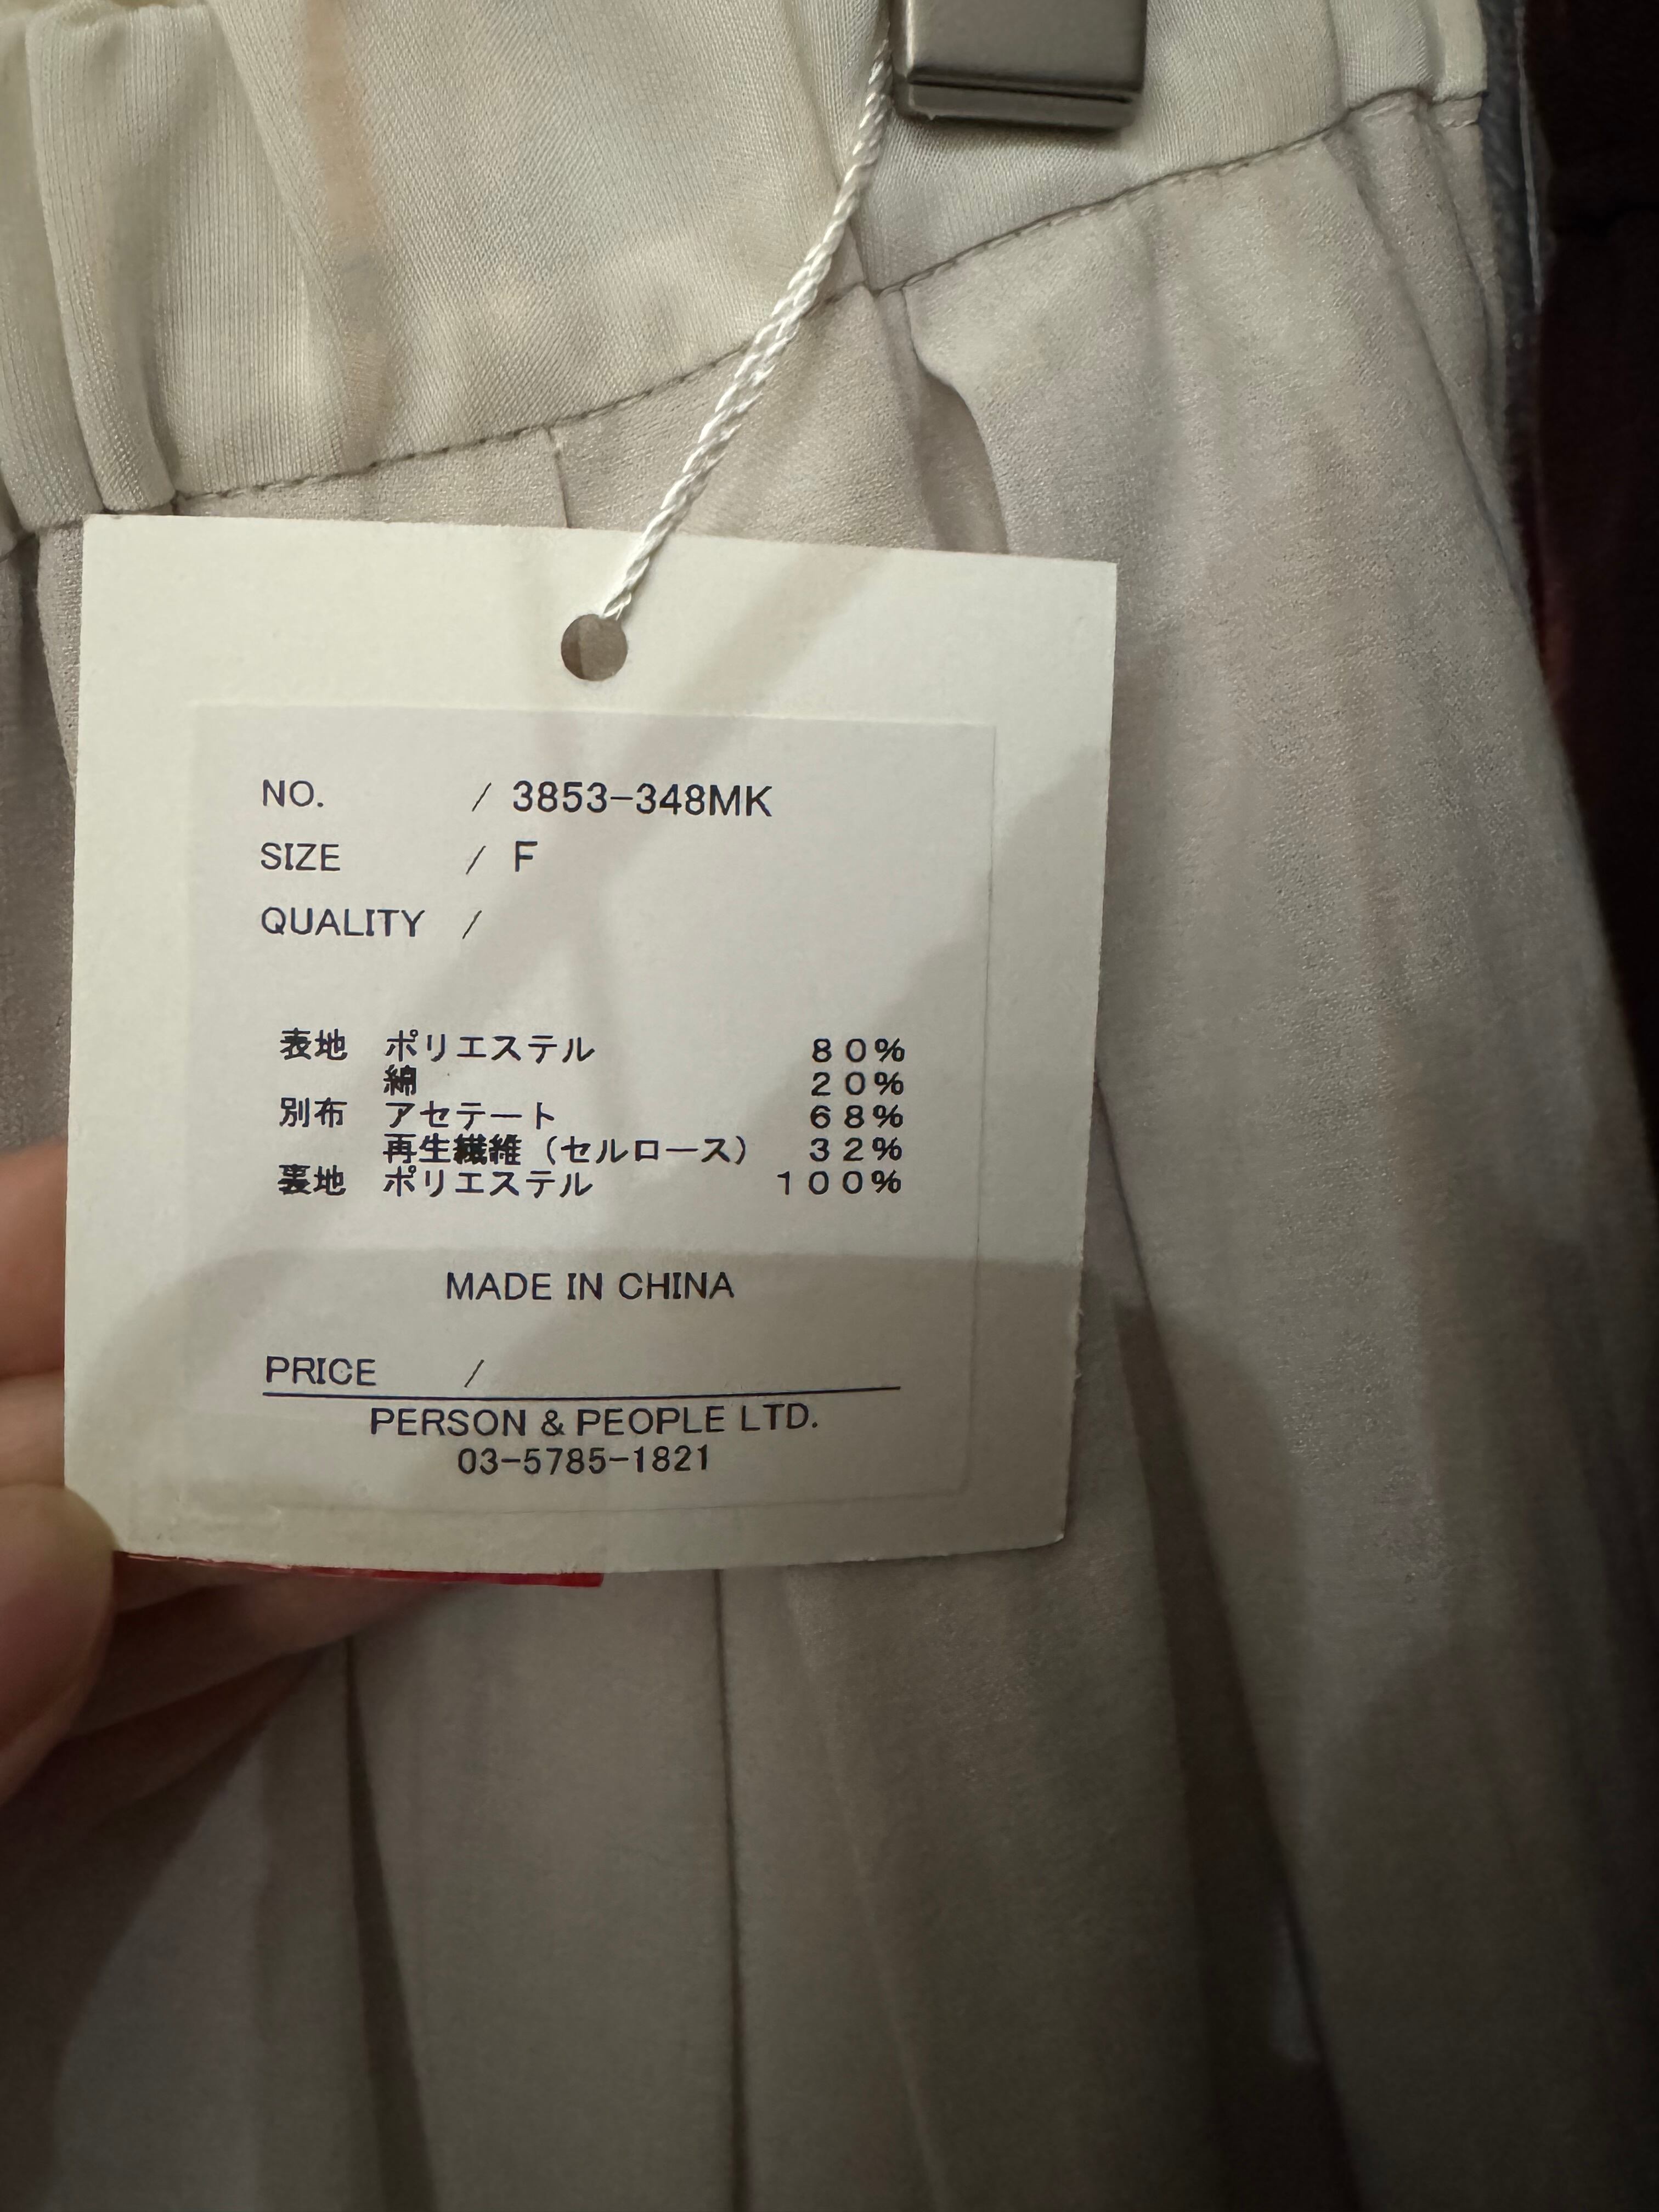 NO. / 3853-348MK
SIZE / F
QUALITY /
表地 ポリエステル 80%
綿 20%
別布 アセテート 68%
再生繊維（セルロース） 32%
裏地 ポリエステル 100%
MADE IN CHINA
PRICE /
PERSON & PEOPLE LTD.
03-5785-1821